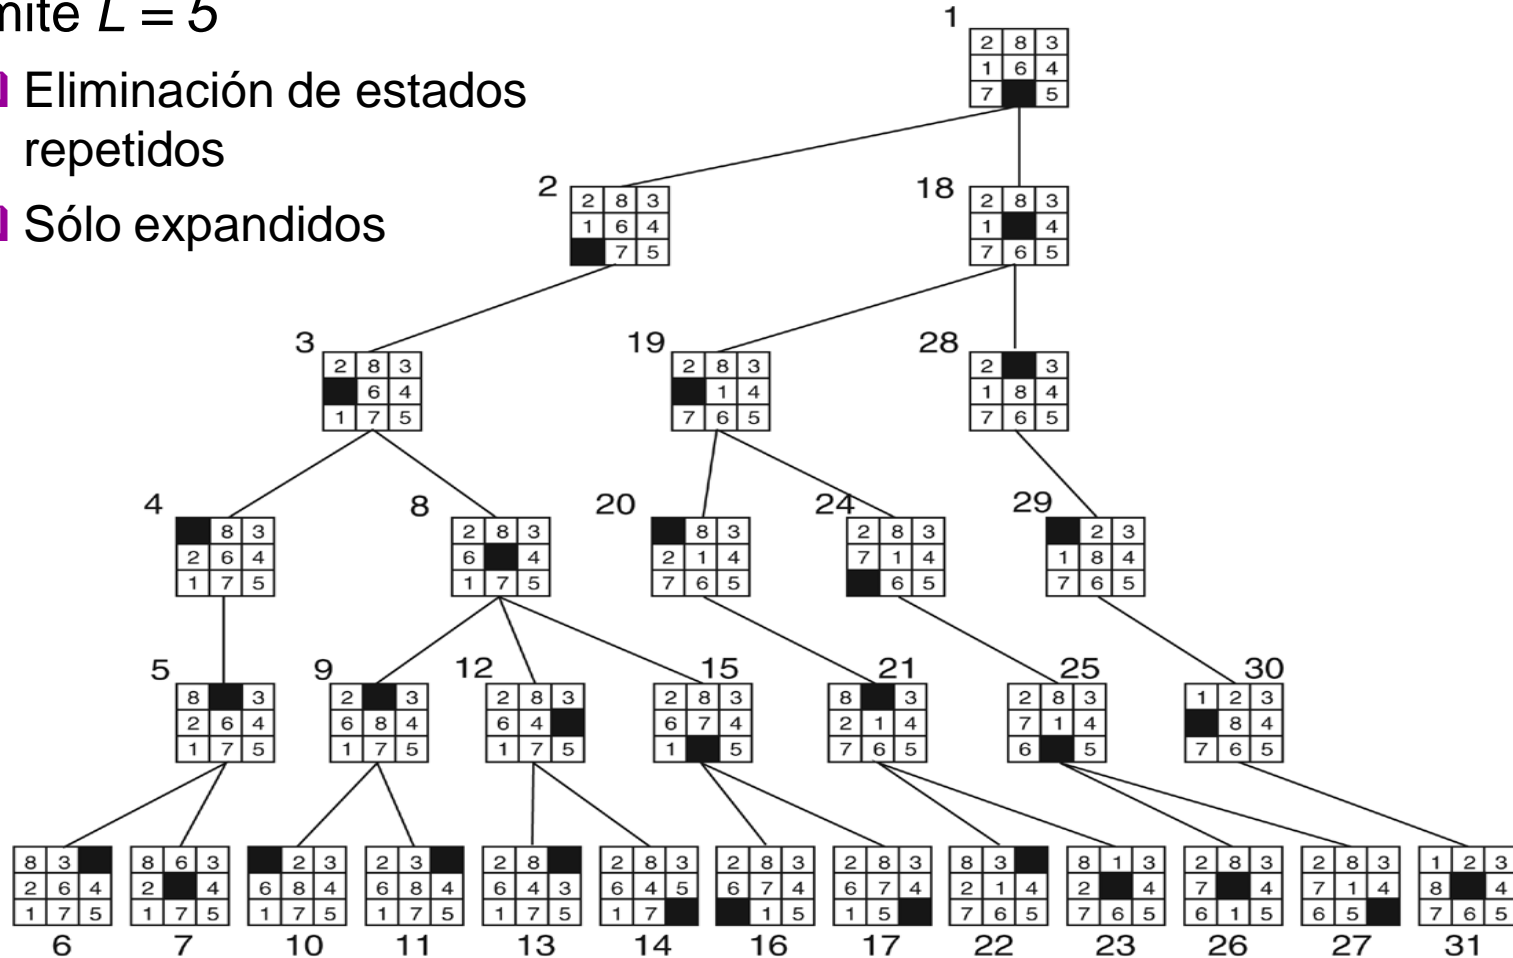 mite L = 5
Eliminación de estados
repetidos
Sólo expandidos
1
2 8 3
1 6 4
7 5
2
2 8 3
1 6 4
7 5
18
2 8 3
1 4
7 6 5
3
2 8 3
6 4
1 7 5
19
2 8 3
1 4
7 6 5
28
2 3
1 8 4
7 6 5
4
8 3
2 6 4
1 7 5
8
2 8 3
6 4
1 7 5
20
8 3
2 1 4
7 6 5
24
2 8 3
7 1 4
6 5
29
2 3
1 8 4
7 6 5
5
8 3
2 6 4
1 7 5
9
2 3
6 8 4
1 7 5
12
2 8 3
6 4
1 7 5
15
2 8 3
6 7 4
1 5
21
8 3
2 1 4
7 6 5
25
2 8 3
7 1 4
6 5
30
1 2 3
8 4
7 6 5
8 3
2 6 4
1 7 5
6
8 6 3
2 4
1 7 5
7
2 3
6 8 4
1 7 5
10
2 3
6 8 4
1 7 5
11
2 8
6 4 3
1 7 5
13
2 8 3
6 4 5
1 7
14
2 8 3
6 7 4
1 5
16
2 8 3
6 7 4
1 5
17
8 3
2 1 4
7 6 5
22
8 1 3
2 4
7 6 5
23
2 8 3
7 4
6 1 5
26
2 8 3
7 1 4
6 5
27
1 2 3
8 4
7 6 5
31